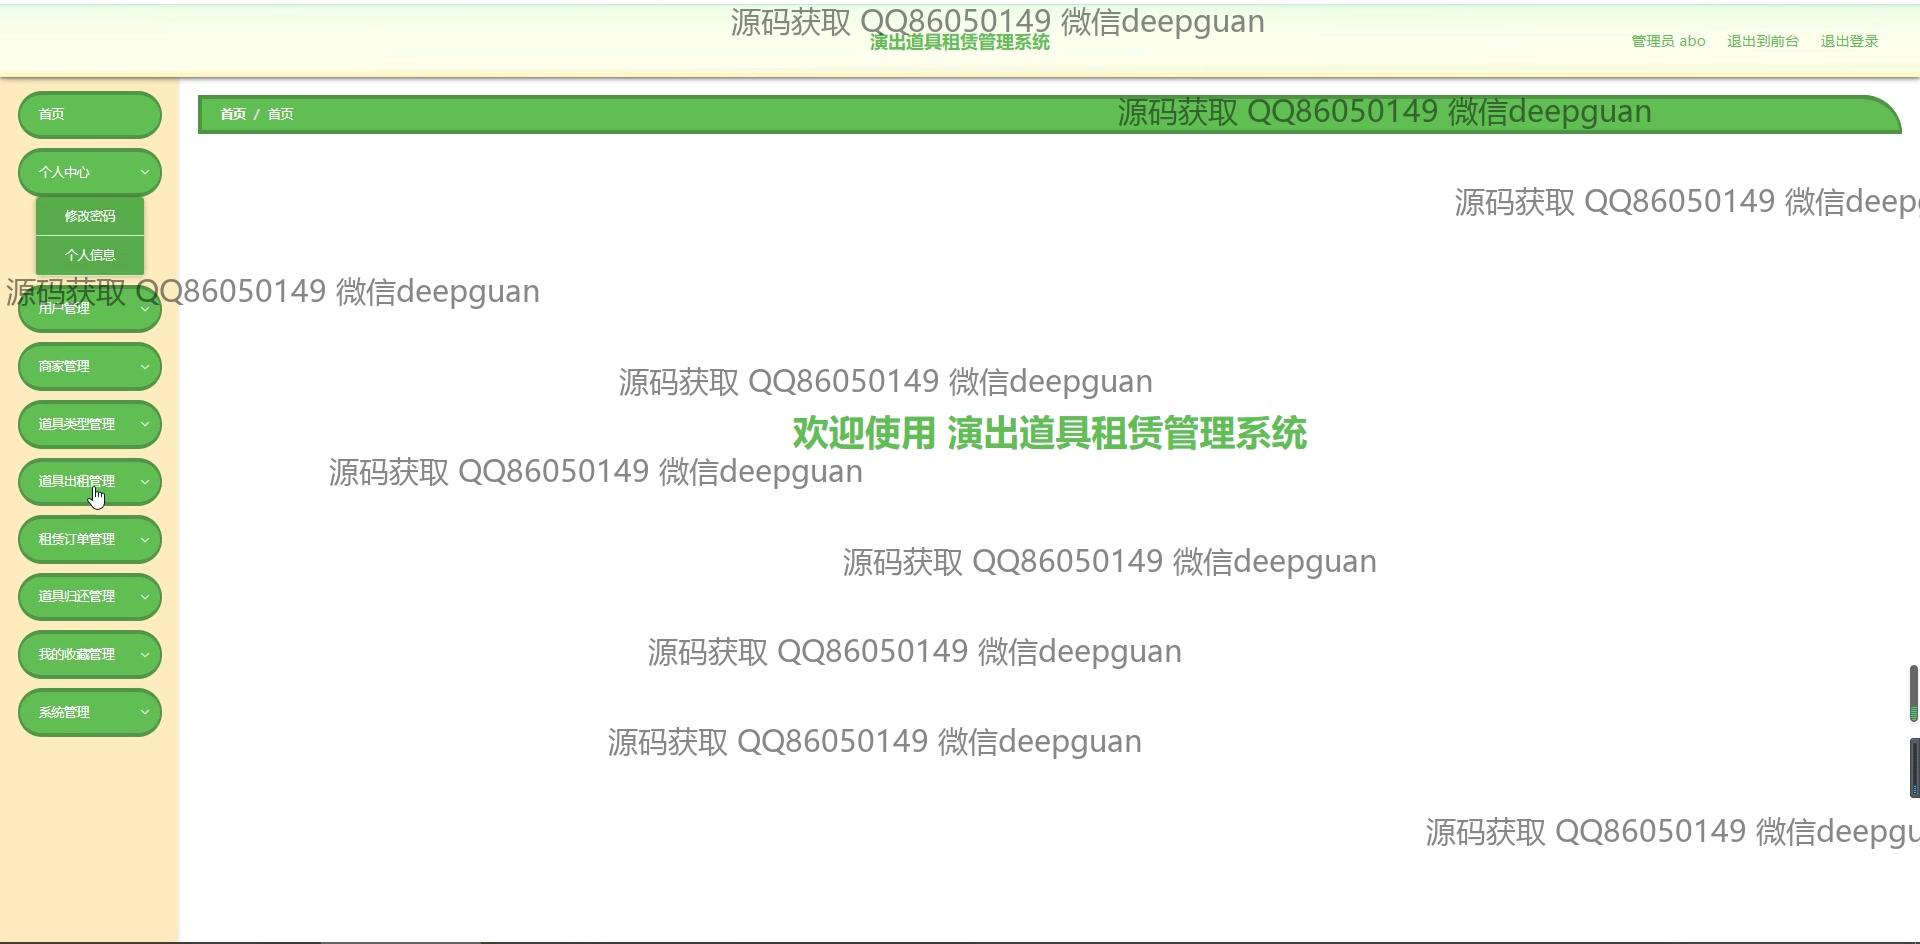 源码获取 QQ86050149 微信deepguan
演出道具租赁管理系统
管理员 abo 退出到前台 退出登录
首页
首页 / 首页
源码获取 QQ86050149 微信deepguan
个人中心
源码获取 QQ86050149 微信deep
修改密码
个人信息
源码获取 QQ86050149 微信deepguan
用户管理
商家管理
源码获取 QQ86050149 微信deepguan
道具类型管理
欢迎使用 演出道具租赁管理系统
源码获取 QQ86050149 微信deepguan
道具出租管理
租赁订单管理
源码获取 QQ86050149 微信deepguan
道具归还管理
我的收藏管理
源码获取 QQ86050149 微信deepguan
系统管理
源码获取 QQ86050149 微信deepguan
源码获取 QQ86050149 微信deepgu